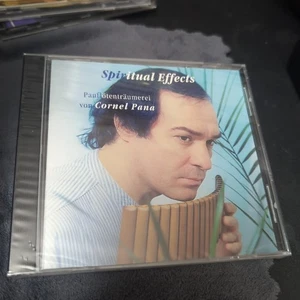 Spiritual Effects
Panflötenträumerei
von Cornel Pana